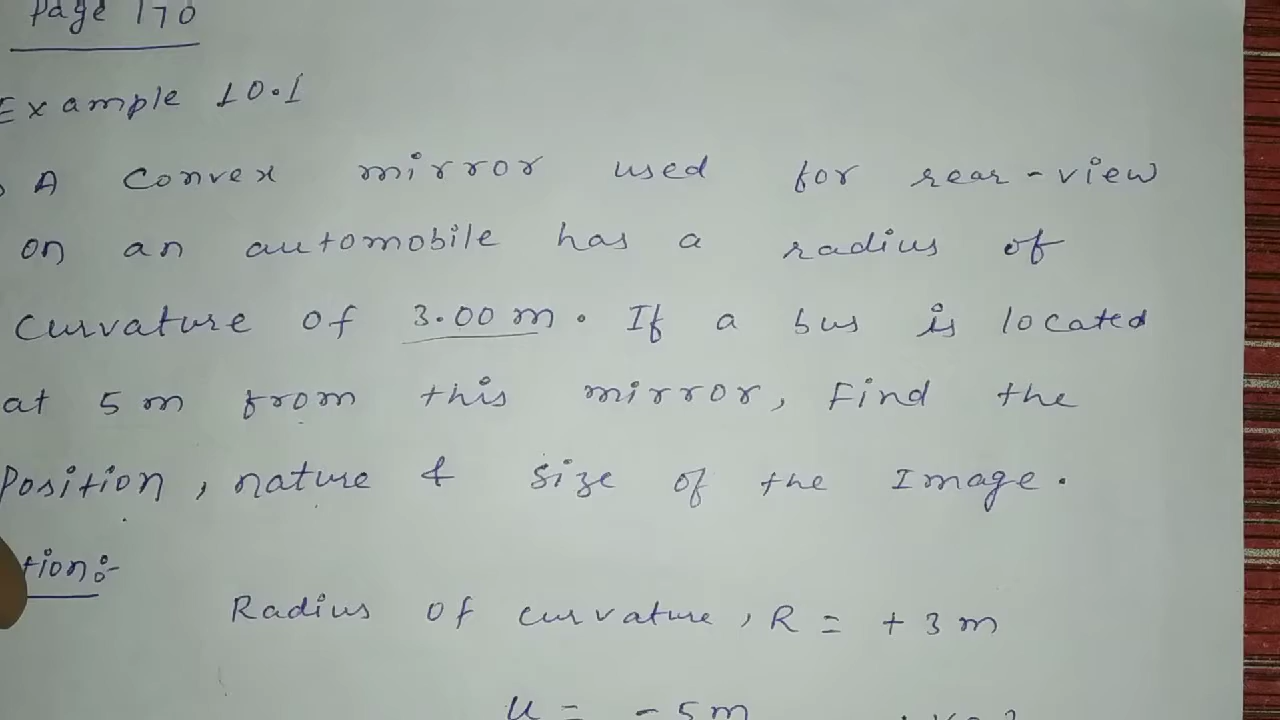 Page 170
Example 10.1
A Convex mirror used for rear-view
on an automobile has a radius of
Curvature of 3.00 m. If a bus is located
at 5 m from this mirror, Find the
Position, nature & size of the Image.
tion:-
Radius of curvature, R = +3 m
u = - 5m